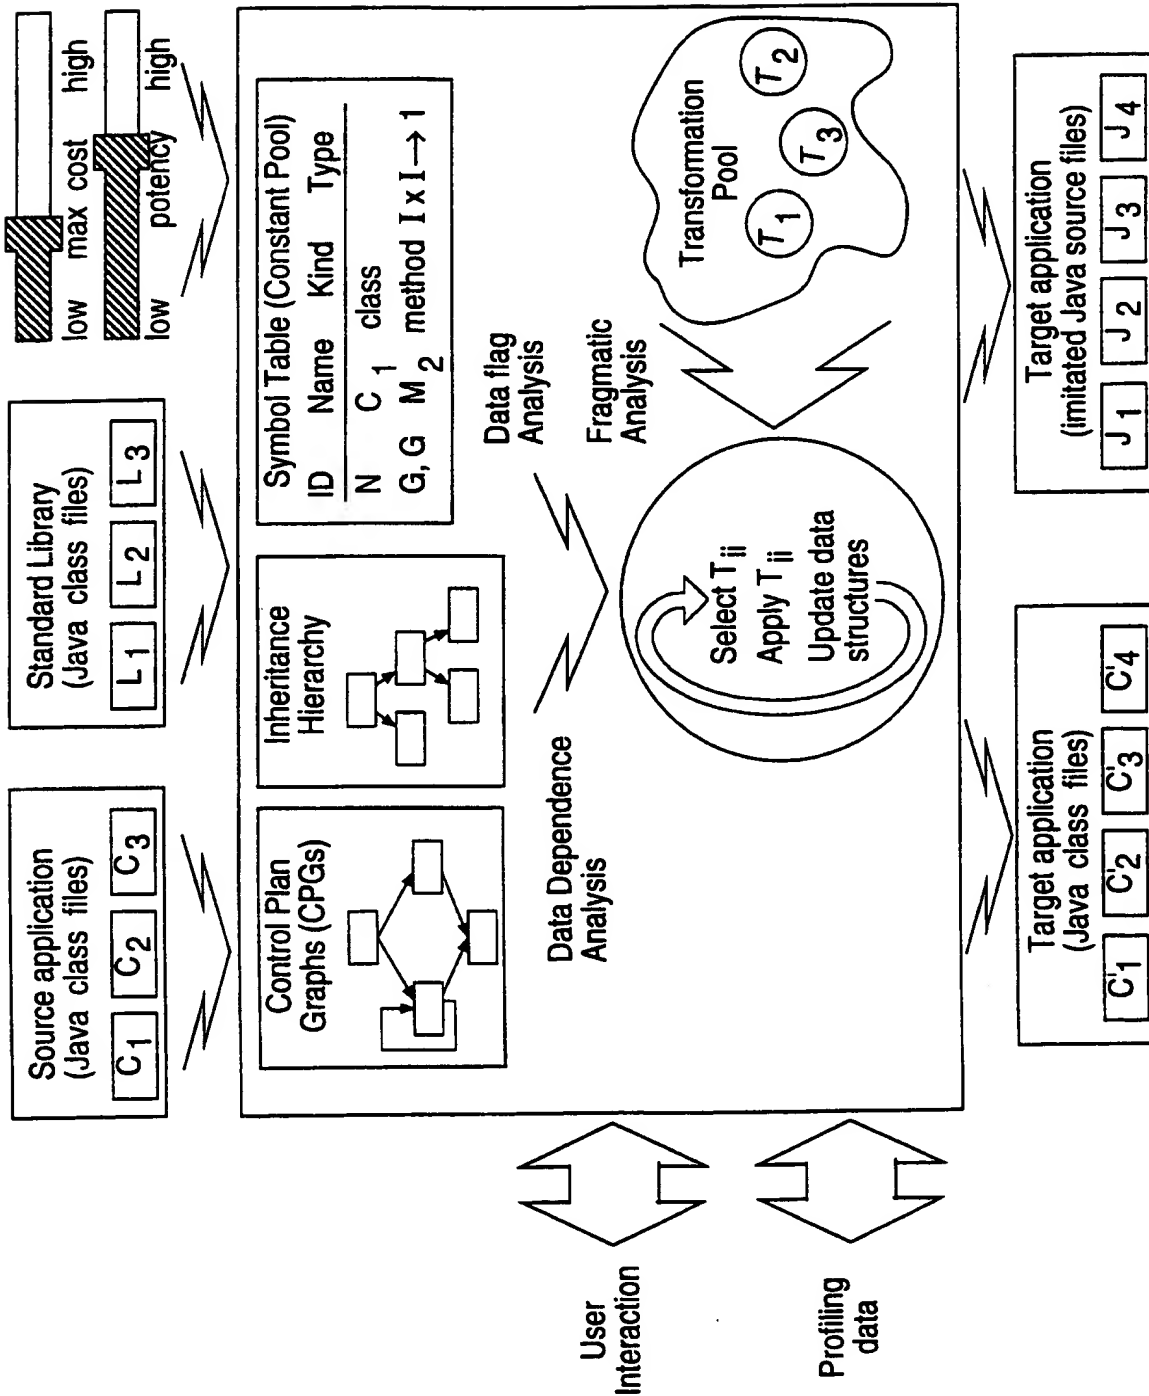 Source application
(Java class files)
C1 C2 C3
Standard Library
(Java class files)
L1 L2 L3
low max cost high
low potency high
Control Plan
Graphs (CPGs)
Inheritance
Hierarchy
Symbol Table (Constant Pool)
ID Name Kind Type
N C1 class
G, G M'2 method I x I→1
Data Dependence
Analysis
Data flag
Analysis
Fragmatic
Analysis
Select Tii
Apply Tii
Update data
structures
Transformation
Pool
T1
T3
T2
User
Interaction
Profiling
data
Target application
(Java class files)
C'1 C'2 C'3 C'4
Target application
(imitated Java source files)
J1 J2 J3 J4